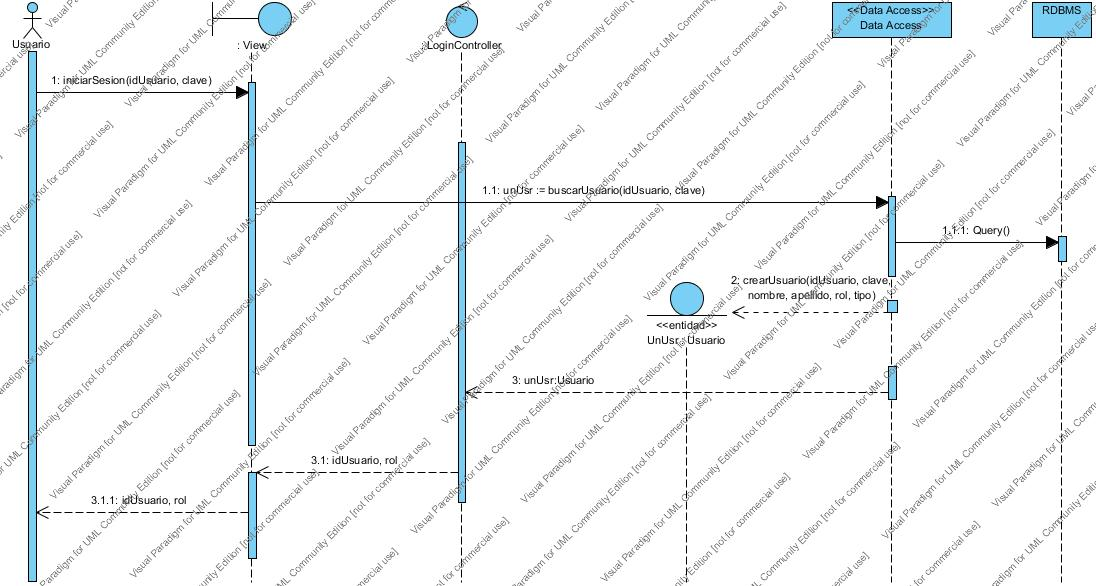 Usuario
: View
:LoginController
<<Data Access>>
Data Access
RDBMS
1: iniciarSesion(idUsuario, clave)
1.1: unUsr := buscarUsuario(idUsuario, clave)
1.1.1: Query()
2: crearUsuario(idUsuario, clave,
nombre, apellido, rol, tipo)
<<entidad>>
UnUsr : Usuario
3: unUsr:Usuario
3.1: idUsuario, rol
3.1.1: idUsuario, rol
Visual Paradigm for UML Community Edition [not for commercial use]